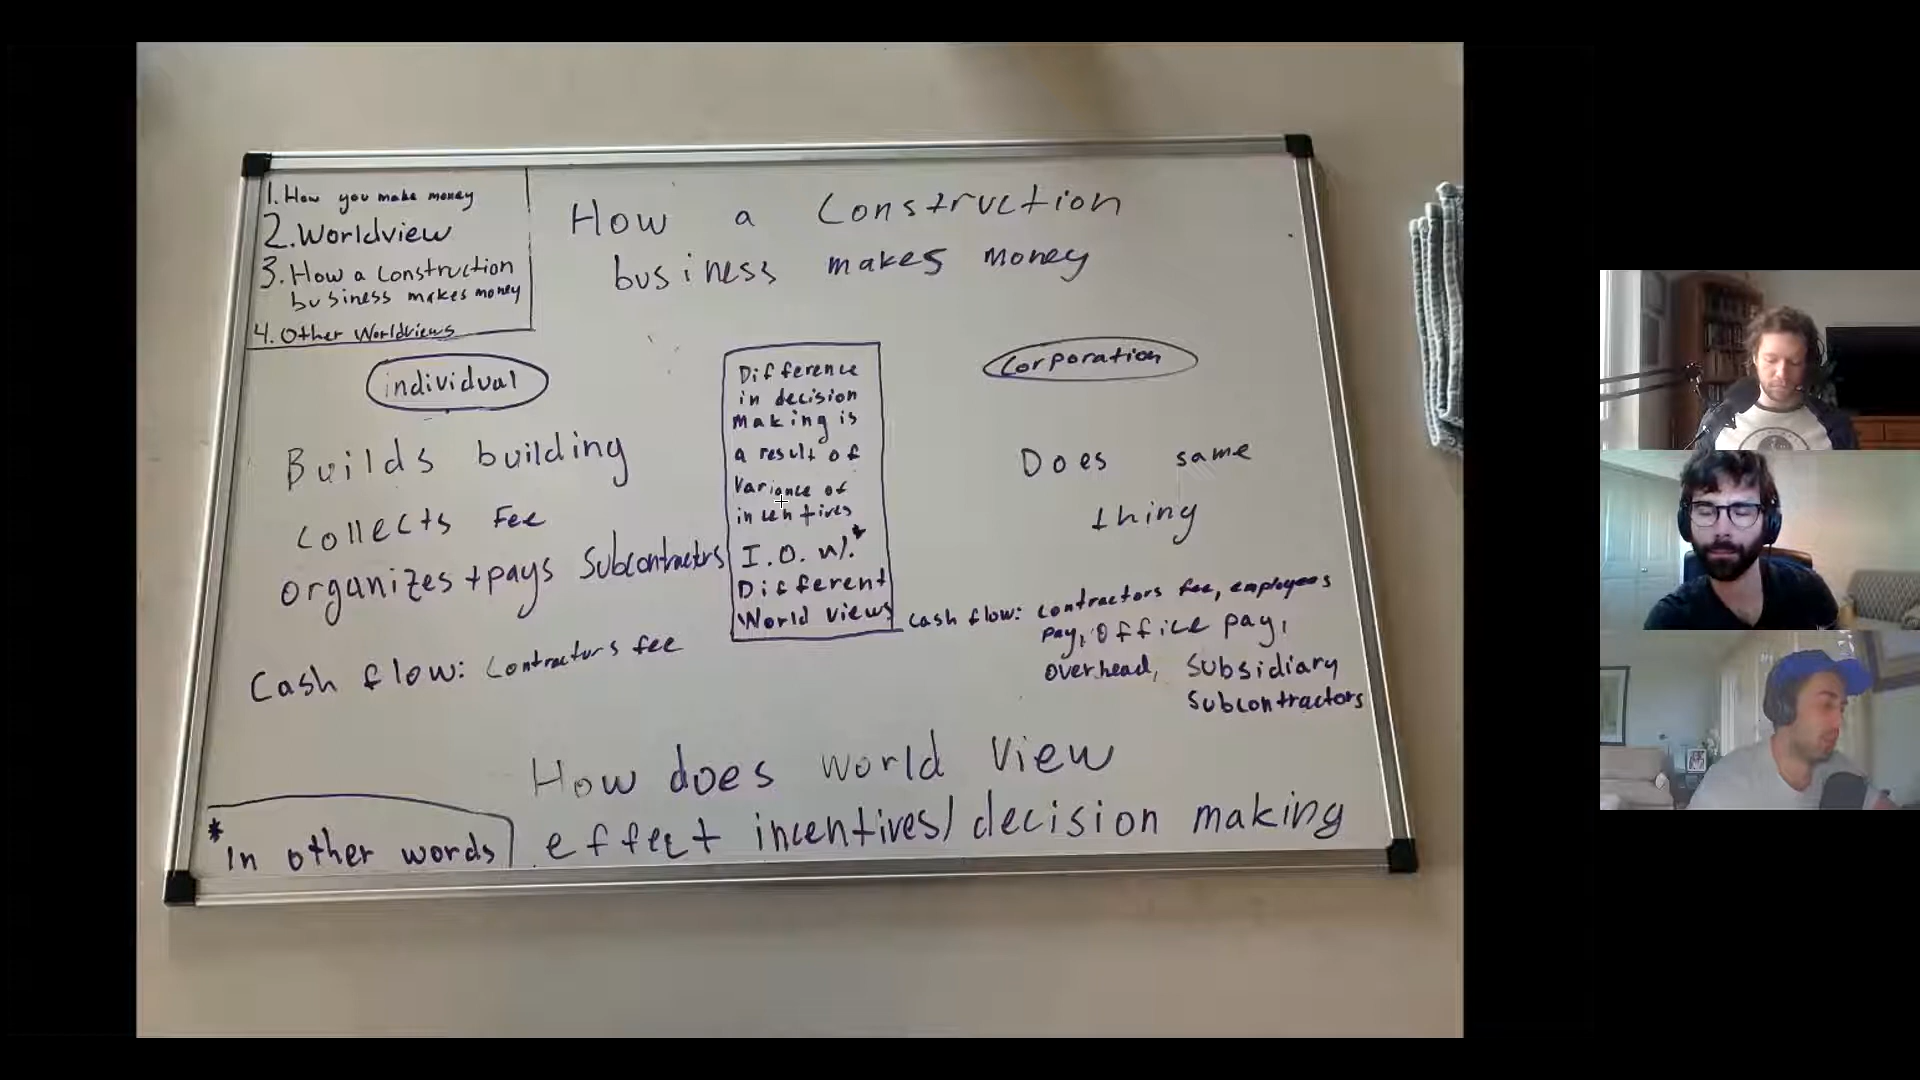 1. How you make money
2. Worldview
3. How a construction
business makes money
4. Other Worldviews
How a Construction
business makes money
individual
Builds building
Collects Fee
organizes + pays Subcontractrs
Cash flow: Contractors fee
Difference
in decision
making is
a result of
Variance of
incentives
I.O.W.*
Different
World views
Corporation
Does same
thing
Cash flow: Contractors fee, employees
pay, office pay,
overhead, Subsidiary
Subcontractors
How does world view
effect incentives/decision making
* In other words